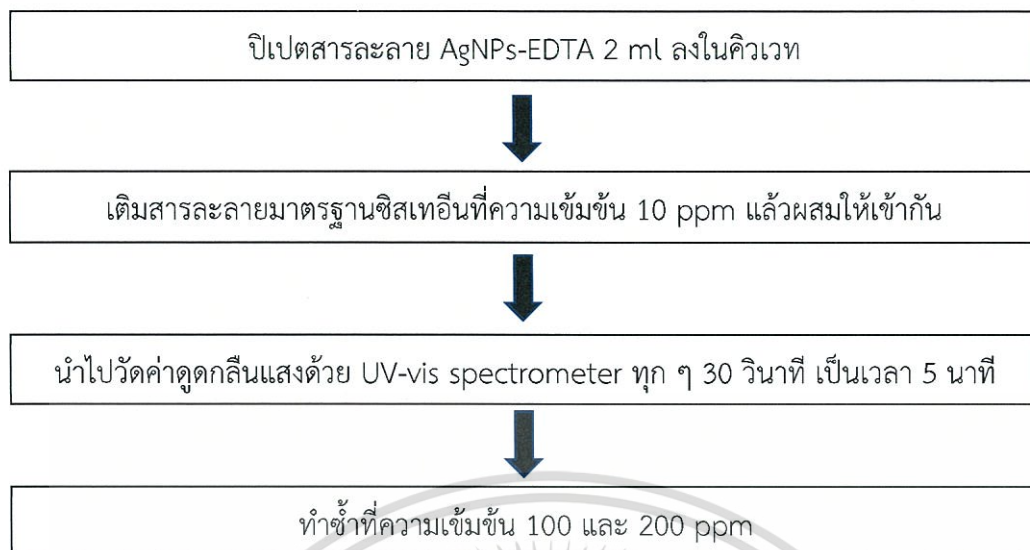 ปิเปตสารละลาย AgNPs-EDTA 2 ml ลงในคิวเวท
เติมสารละลายมาตรฐานซิสเทอีนที่ความเข้มข้น 10 ppm แล้วผสมให้เข้ากัน
นำไปวัดค่าดูดกลืนแสงด้วย UV-vis spectrometer ทุก ๆ 30 วินาที เป็นเวลา 5 นาที
ทำซ้ำที่ความเข้มข้น 100 และ 200 ppm